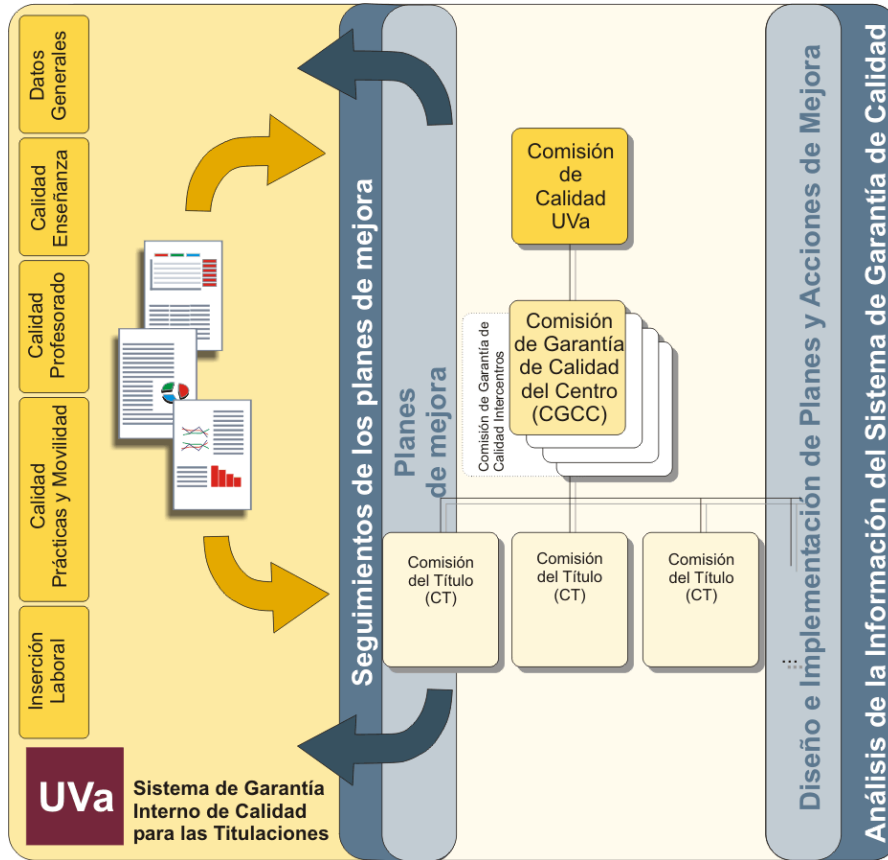 Datos
Generales
Calidad
Enseñanza
Calidad
Profesorado
Calidad
Prácticas y Movilidad
Inserción
Laboral
UVa
Sistema de Garantía
Interno de Calidad
para las Titulaciones
Seguimientos de los planes de mejora
Planes
de mejora
Comisión
de
Calidad
UVa
Comisión de Garantía de
Calidad Intercentros
Comisión
de Garantía
de Calidad
del Centro
(CGCC)
Comisión
del Título
(CT)
Comisión
del Título
(CT)
Comisión
del Título
(CT)
...
Diseño e Implementación de Planes y Acciones de Mejora
Análisis de la Información del Sistema de Garantía de Calidad